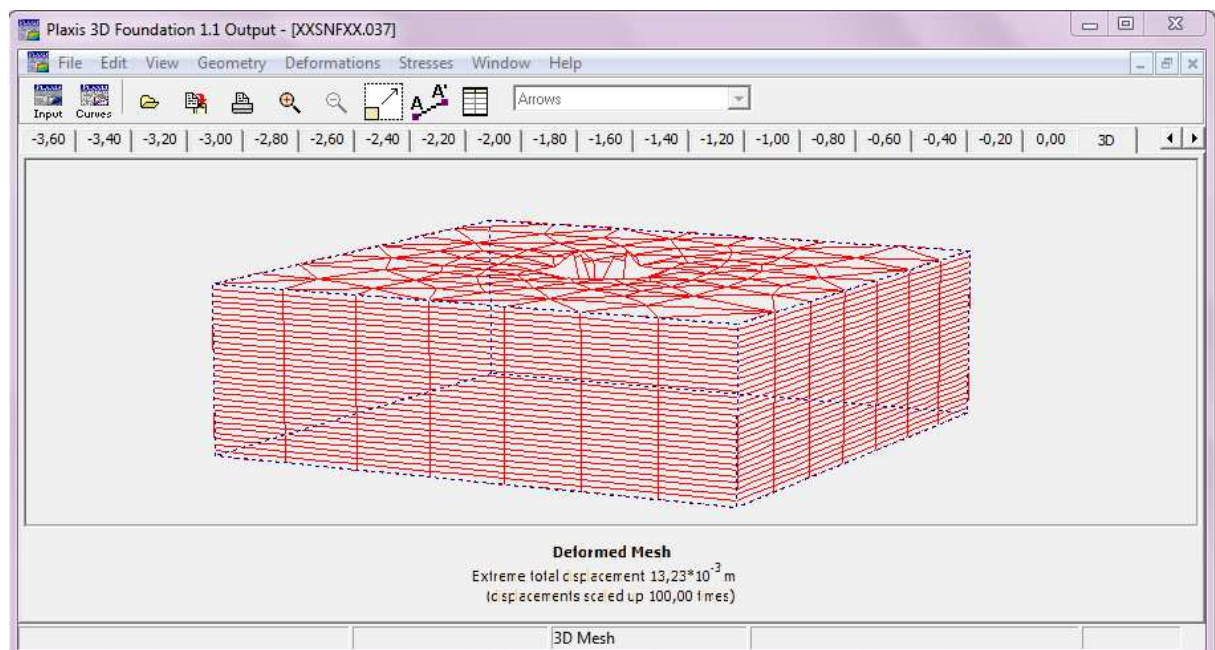 Plaxis 3D Foundation 1.1 Output - [XXSNFXX.037]
File Edit View Geometry Deformations Stresses Window Help
Input Curves A A' Arrows
-3,60 -3,40 -3,20 -3,00 -2,80 -2,60 -2,40 -2,20 -2,00 -1,80 -1,60 -1,40 -1,20 -1,00 -0,80 -0,60 -0,40 -0,20 0,00 3D
Deformed Mesh
Extreme total displacement 13,23*10-3 m
(displacements scaled up 100,00 times)
3D Mesh